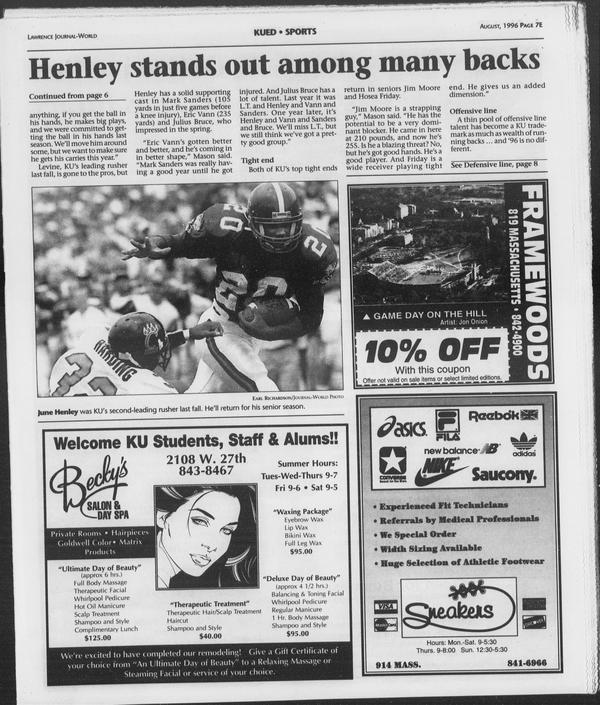 LAWRENCE JOURNAL-WORLD
KUED • SPORTS
AUGUST, 1996 PAGE 7E
Henley stands out among many backs
Continued from page 6
anything, if you get the ball in
his hands, he makes big plays,
and we were committed to get-
ting the ball in his hands last
season. We'll move him around
some, but we want to make sure
he gets his carries this year."
Levine, KU's leading rusher
last fall, is gone to the pros, but
Henley has a solid supporting
cast in Mark Sanders (105
yards in just five games before
a knee injury), Eric Vann (235
yards) and Julius Bruce, who
impressed in the spring.
"Eric Vann's gotten better
and better, and he's coming in
in better shape," Mason said.
"Mark Sanders was really hav-
ing a good year until he got
injured. And Julius Bruce has a
lot of talent. Last year it was
L.T. and Henley and Vann and
Sanders. One year later, it's
Henley and Vann and Sanders
and Bruce. We'll miss L.T., but
we still think we've got a pret-
ty good group."
Tight end
Both of KU's top tight ends
return in seniors Jim Moore
and Hosea Friday.
"Jim Moore is a strapping
guy," Mason said. "He has the
potential to be a very domi-
nant blocker. He came in here
at 210 pounds, and now he's
255. Is he a blazing threat? No,
but he's got good hands. He's a
good player. And Friday is a
wide receiver playing tight
end. He gives us an added
dimension."
Offensive line
A thin pool of offensive line
talent has become a KU trade-
mark as much as wealth of run-
ning backs ... and '96 is no dif-
ferent.
See Defensive line, page 8
20
20
20
HARDING
EARL RICHARDSON/JOURNAL-WORLD PHOTO
June Henley was KU's second-leading rusher last fall. He'll return for his senior season.
FRAMEWOODS
819 MASSACHUSETTS • 842-4900
▲ GAME DAY ON THE HILL
Artist: Jon Onion
10% OFF
With this coupon
Offer not valid on sale items or select limited editions.
Welcome KU Students, Staff & Alums!!
Becky's
SALON &
DAY SPA
2108 W. 27th
843-8467
Summer Hours:
Tues-Wed-Thurs 9-7
Fri 9-6 • Sat 9-5
Private Rooms • Hairpieces
Goldwell Color • Matrix
Products
"Ultimate Day of Beauty"
(approx 6 hrs.)
Full Body Massage
Therapeutic Facial
Whirlpool Pedicure
Hot Oil Manicure
Scalp Treatment
Shampoo and Style
Complimentary Lunch
$125.00
"Therapeutic Treatment"
Therapeutic Hair/Scalp Treatment
Haircut
Shampoo and Style
$40.00
"Waxing Package"
Eyebrow Wax
Lip Wax
Bikini Wax
Full Leg Wax
$95.00
"Deluxe Day of Beauty"
(approx 4 1/2 hrs.)
Balancing & Toning Facial
Whirlpool Pedicure
Regular Manicure
1 Hr. Body Massage
Shampoo and Style
$95.00
We're excited to have completed our remodeling! Give a Gift Certificate of
your choice from "An Ultimate Day of Beauty" to a Relaxing Massage or
Steaming Facial or service of your choice.
asics.
FILA
Reebok
CONVERSE
new balance NB
NIKE
adidas
Saucony.
• Experienced Fit Technicians
• Referrals by Medical Professionals
• We Special Order
• Width Sizing Available
• Huge Selection of Athletic Footwear
VISA
Sneakers
Hours: Mon.-Sat. 9-5:30
Thurs. 9-8:00 Sun. 12:30-5:30
914 MASS.
841-6966